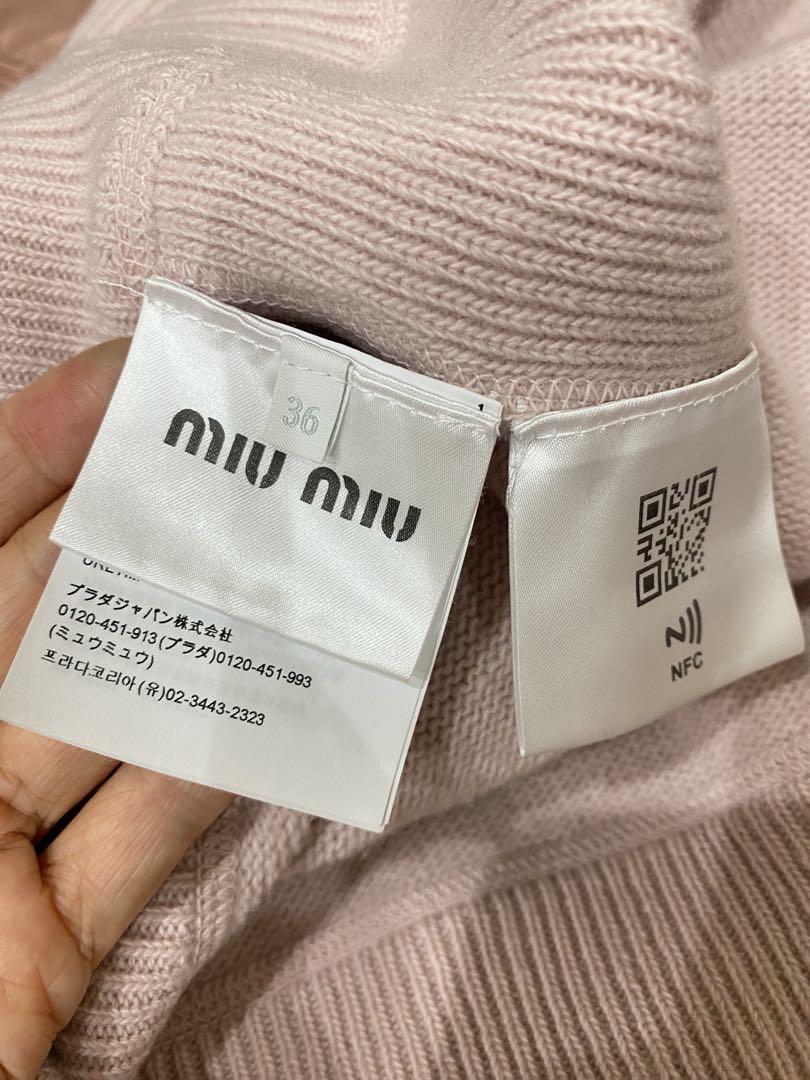 36
miu miu
1
プラダジャパン株式会社
0120-451-913(プラダ)0120-451-993
(ミュウミュウ)
프라다코리아(유)02-3443-2323
NFC